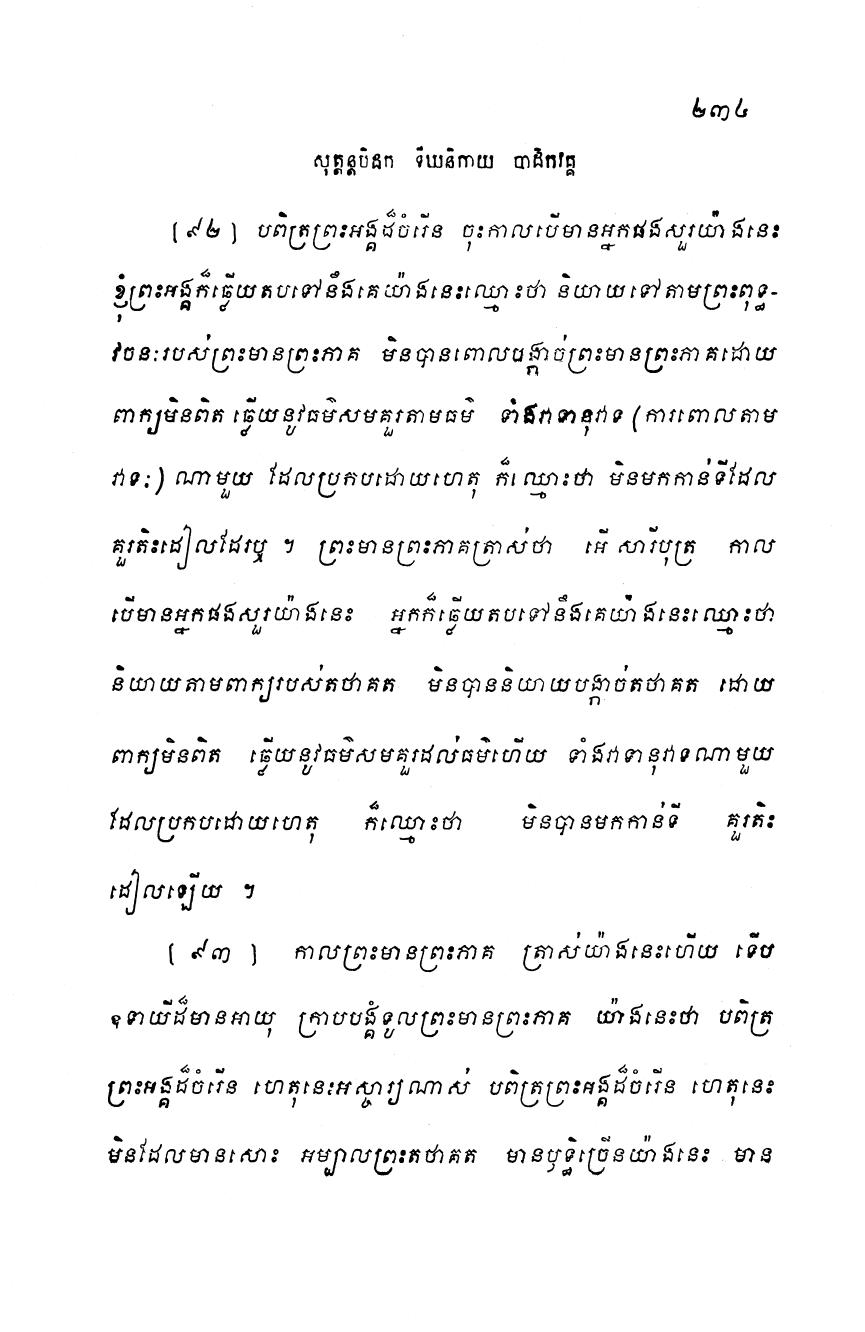 ២៣៤
សុត្តន្តបិដក ទីឃនិកាយ បាដិកវគ្គ
[៩២] បពិត្រព្រះអង្គដ៏ចំរើន ចុះកាលបើមានអ្នកផងសួរយ៉ាងនេះ
ខ្ញុំព្រះអង្គក៏ធ្លើយតបទៅនឹងគេយ៉ាងនេះឈ្មោះថា និយាយទៅតាមព្រះពុទ្ធ-
វចនៈរបស់ព្រះមានព្រះភាគ មិនបានពោលបង្កាច់ព្រះមានព្រះភាគដោយ
ពាក្យមិនពិត ធ្លើយនូវធម៌សមគួរតាមធម៌ ទាំងវាទានុវាទ (ការពោលតាម
វាទៈ) ណាមួយ ដែលប្រកបដោយហេតុ ក៏ឈ្មោះថា មិនមកកាន់ទីដែល
គួរតិះដៀលដែរឬ ។ ព្រះមានព្រះភាគត្រាស់ថា អើ សារីបុត្រ កាល
បើមានអ្នកផងសួរយ៉ាងនេះ អ្នកក៏ធ្លើយតបទៅនឹងគេយ៉ាងនេះឈ្មោះថា
និយាយតាមពាក្យរបស់តថាគត មិនបាននិយាយបង្កាច់តថាគត ដោយ
ពាក្យមិនពិត ធ្លើយនូវធម៌សមគួរដល់ធម៌ហើយ ទាំងវាទានុវាទណាមួយ
ដែលប្រកបដោយហេតុ ក៏ឈ្មោះថា មិនបានមកកាន់ទី គួរតិះ
ដៀលឡើយ ។
[៩៣] កាលព្រះមានព្រះភាគ ត្រាស់យ៉ាងនេះហើយ ទើប
ឧទាយីដ៏មានអាយុ ក្រាបបង្គំទូលព្រះមានព្រះភាគ យ៉ាងនេះថា បពិត្រ
ព្រះអង្គដ៏ចំរើន ហេតុនេះអស្ចារ្យណាស់ បពិត្រព្រះអង្គដ៏ចំរើន ហេតុនេះ
មិនដែលមានសោះ អម្បាលព្រះតថាគត មានឫទ្ធិច្រើនយ៉ាងនេះ មាន